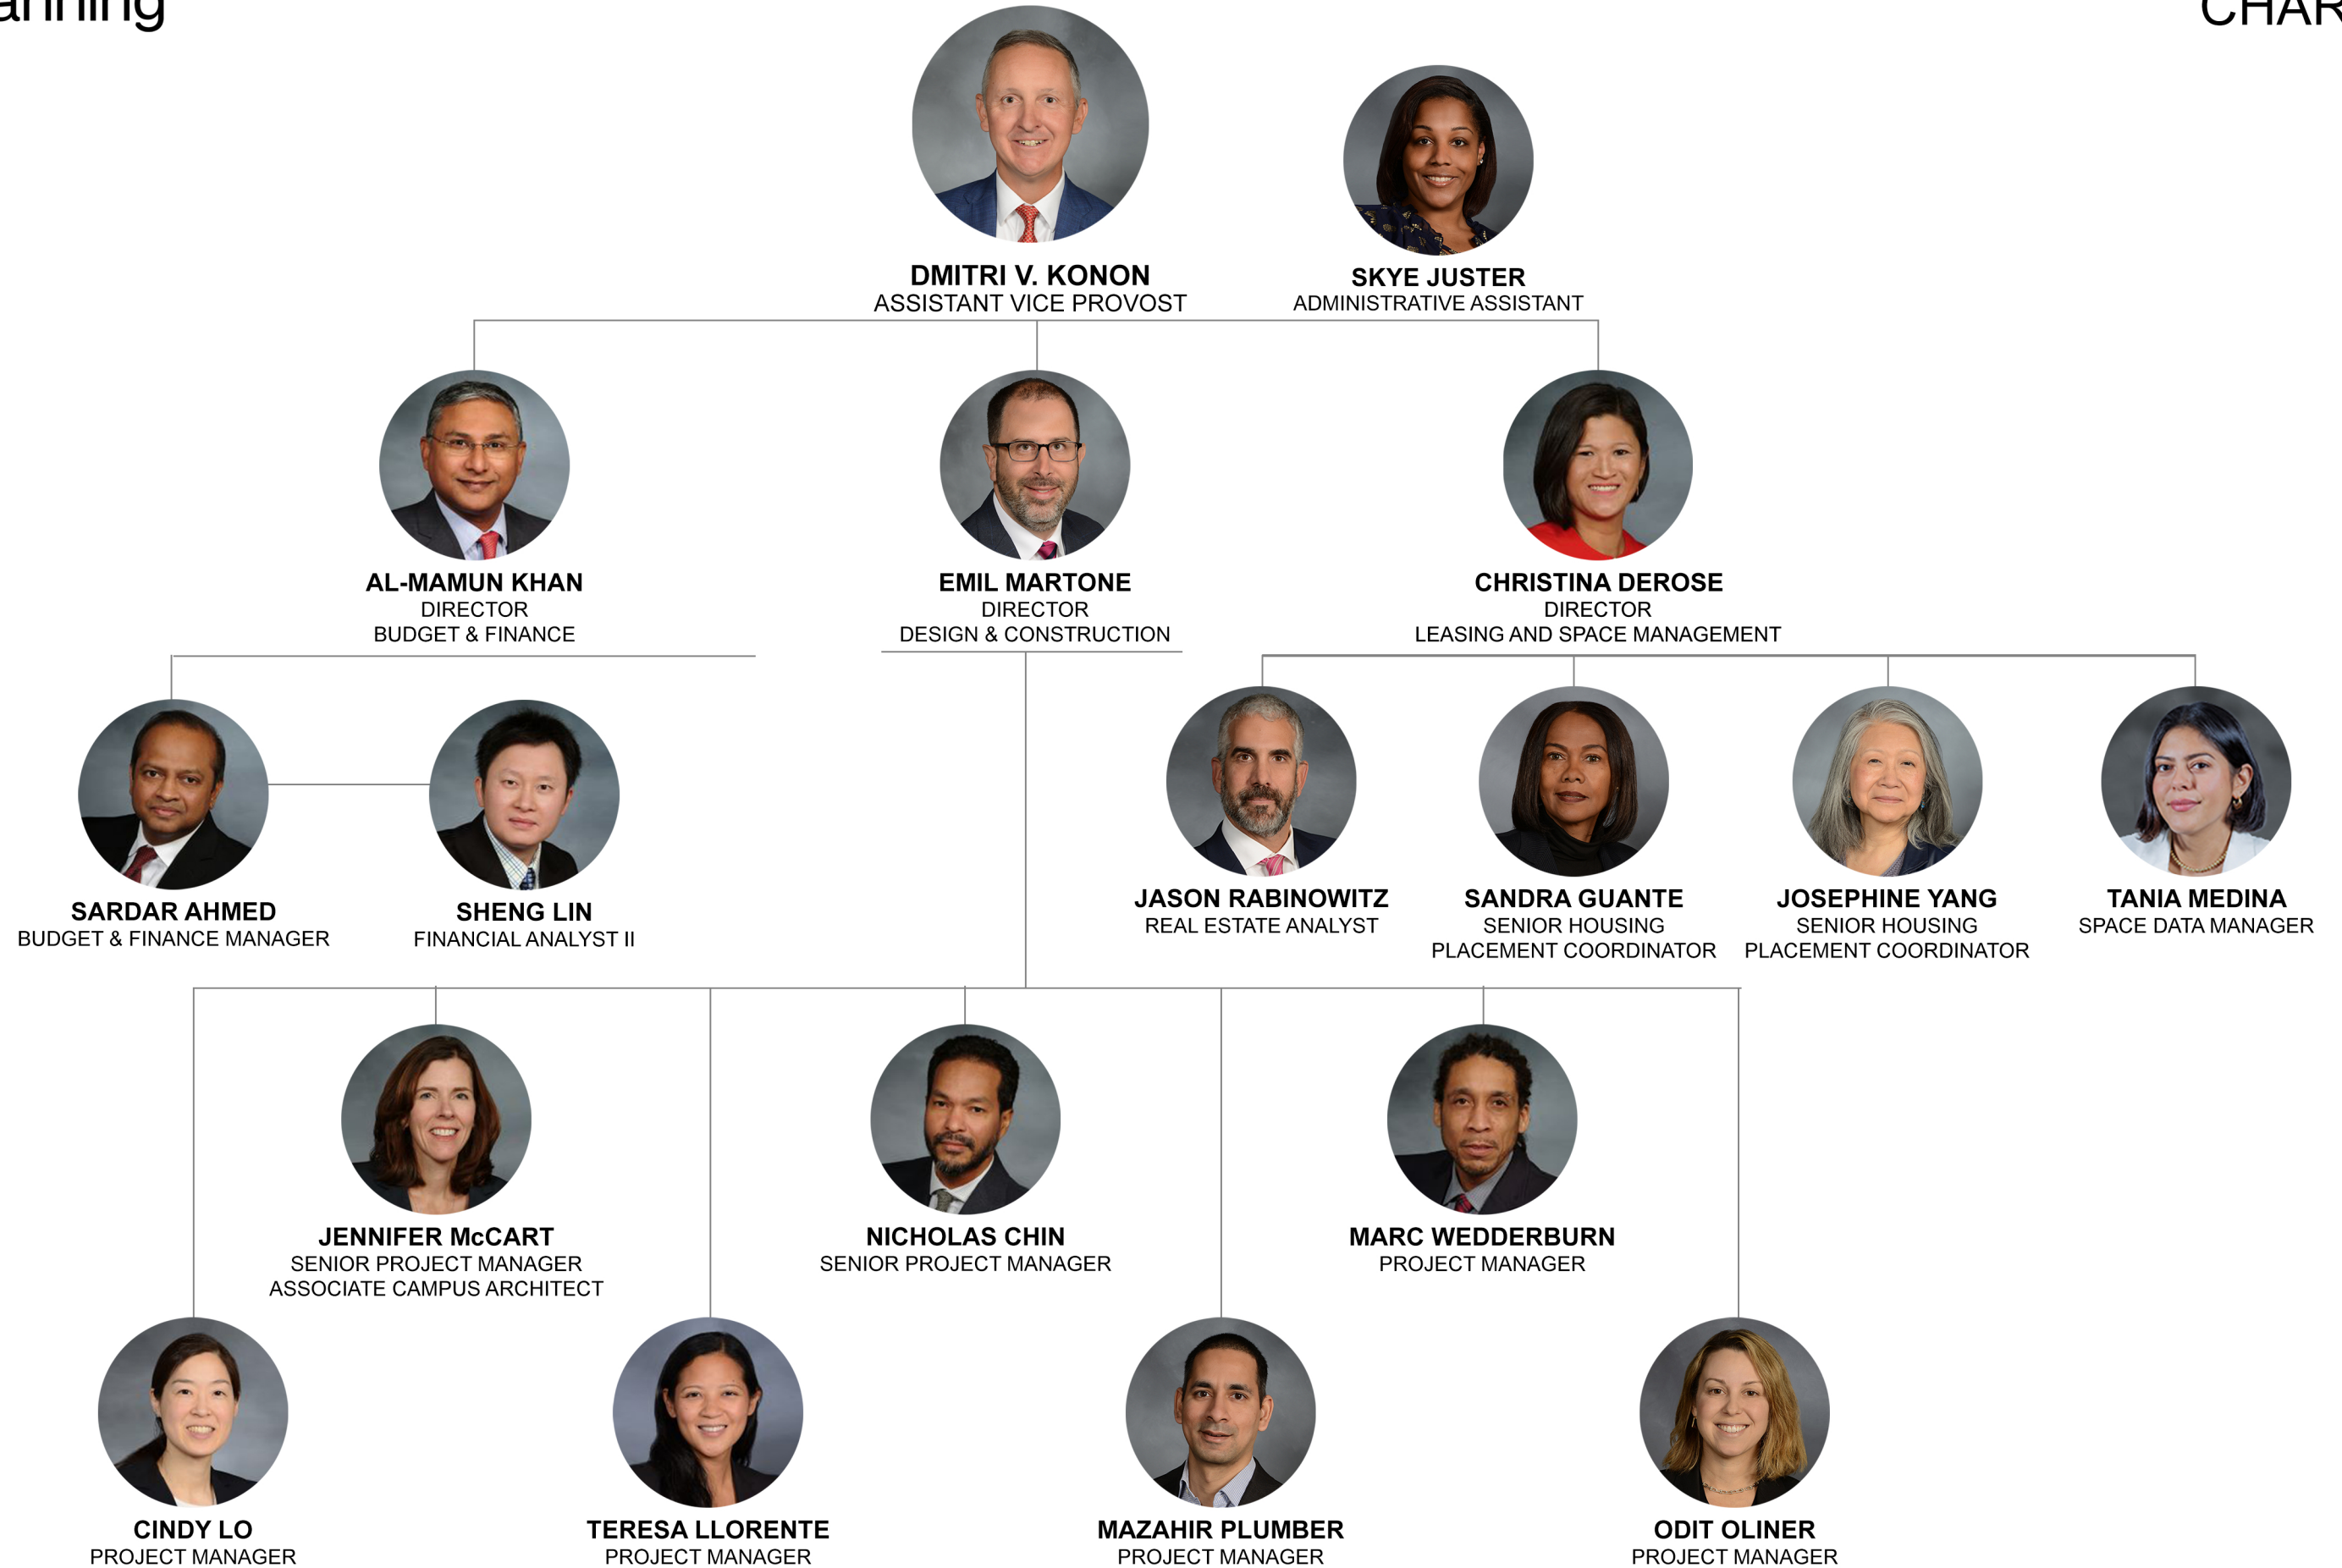 anning
CHAR
DMITRI V. KONON
ASSISTANT VICE PROVOST
SKYE JUSTER
ADMINISTRATIVE ASSISTANT
AL-MAMUN KHAN
DIRECTOR
BUDGET & FINANCE
EMIL MARTONE
DIRECTOR
DESIGN & CONSTRUCTION
CHRISTINA DEROSE
DIRECTOR
LEASING AND SPACE MANAGEMENT
SARDAR AHMED
BUDGET & FINANCE MANAGER
SHENG LIN
FINANCIAL ANALYST II
JASON RABINOWITZ
REAL ESTATE ANALYST
SANDRA GUANTE
SENIOR HOUSING
PLACEMENT COORDINATOR
JOSEPHINE YANG
SENIOR HOUSING
PLACEMENT COORDINATOR
TANIA MEDINA
SPACE DATA MANAGER
JENNIFER McCART
SENIOR PROJECT MANAGER
ASSOCIATE CAMPUS ARCHITECT
NICHOLAS CHIN
SENIOR PROJECT MANAGER
MARC WEDDERBURN
PROJECT MANAGER
CINDY LO
PROJECT MANAGER
TERESA LLORENTE
PROJECT MANAGER
MAZAHIR PLUMBER
PROJECT MANAGER
ODIT OLINER
PROJECT MANAGER